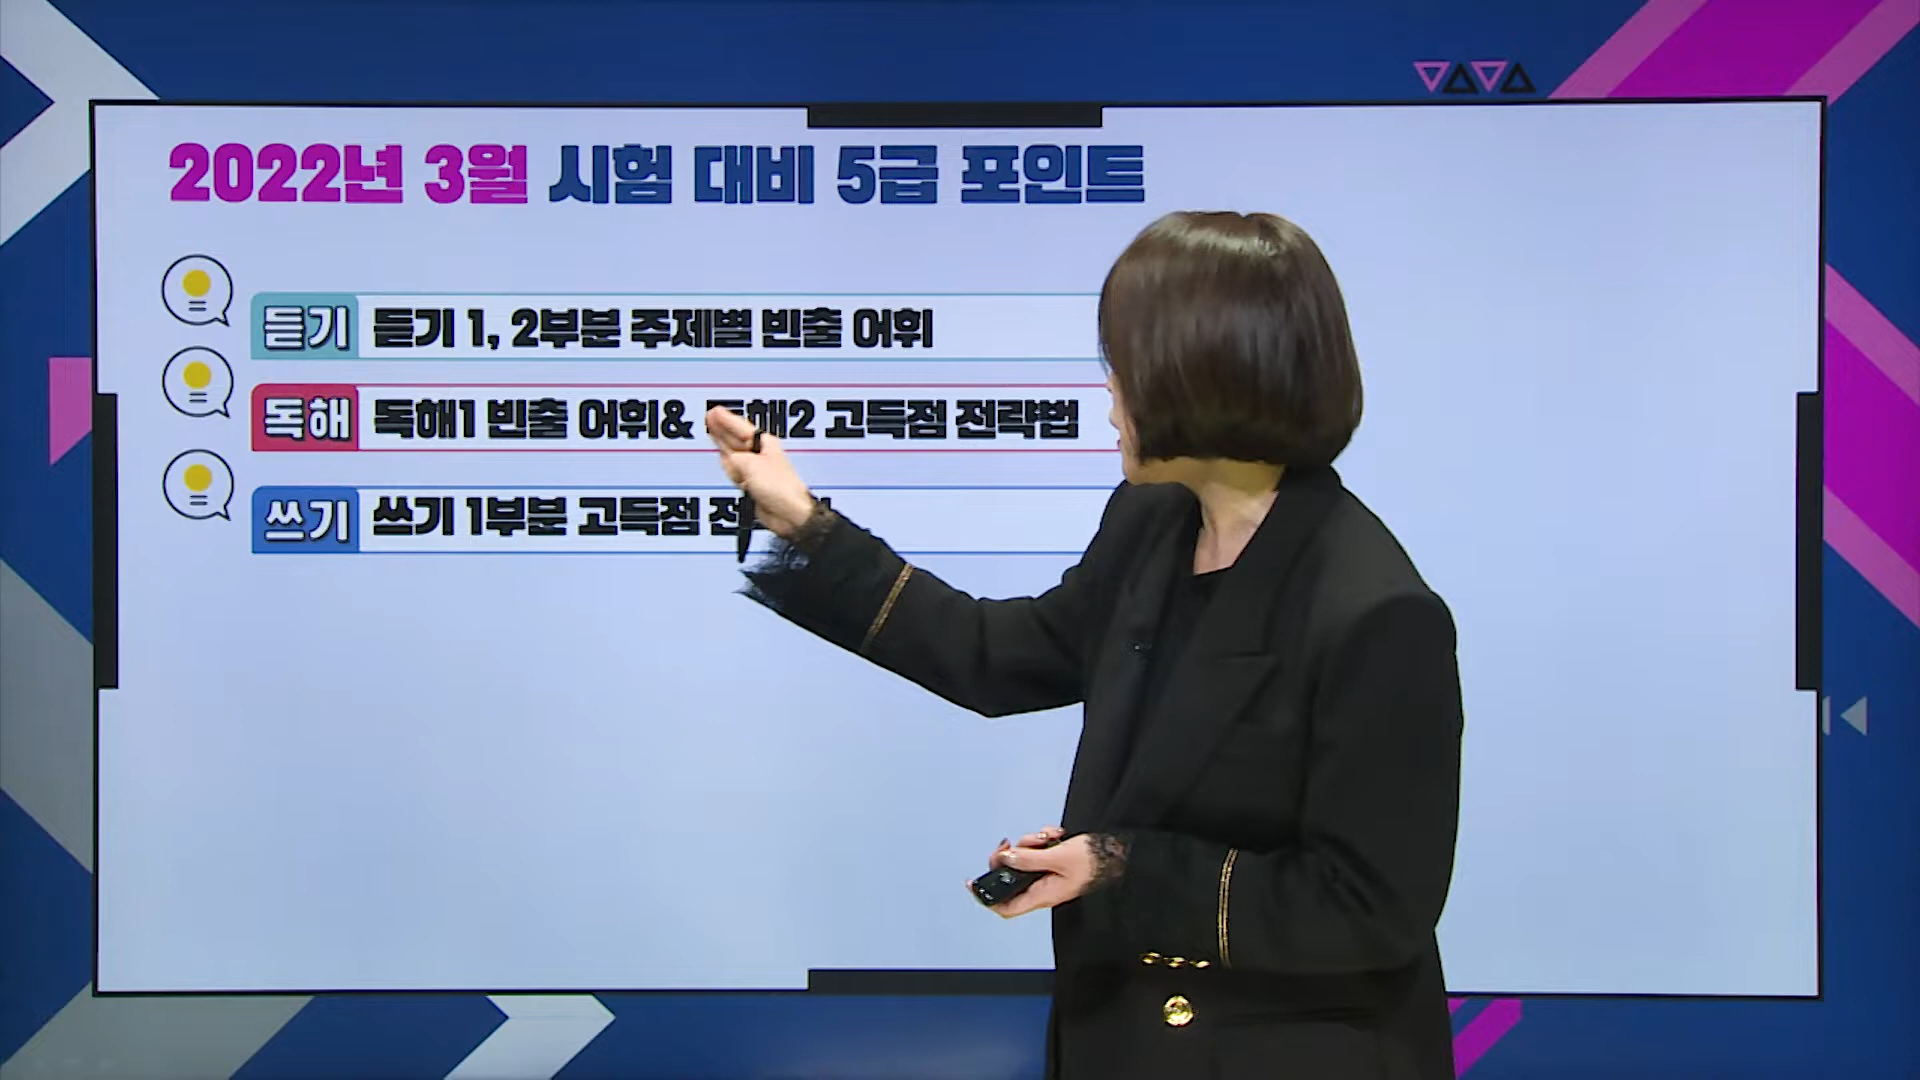 2022년 3월 시험 대비 5급 포인트
듣기 듣기 1, 2부분 주제별 빈출 어휘
독해 독해1 빈출 어휘& 독해2 고득점 전략법
쓰기 쓰기 1부분 고득점